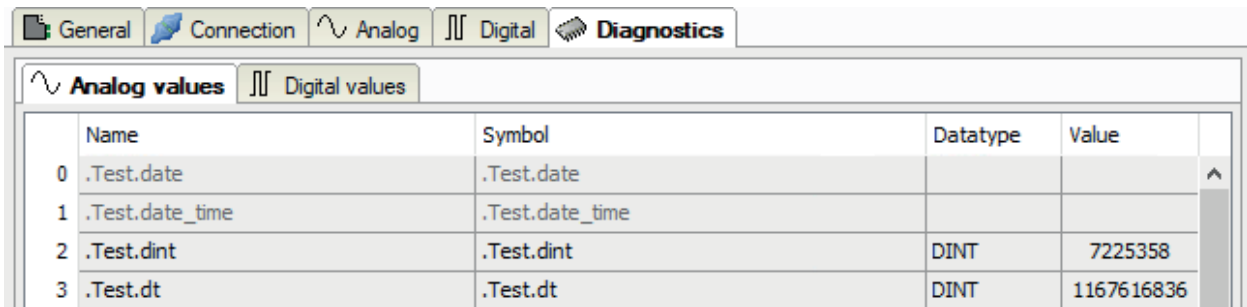 General Connection Analog Digital Diagnostics
Analog values Digital values
Name Symbol Datatype Value
0 .Test.date .Test.date
1 .Test.date_time .Test.date_time
2 .Test.dint .Test.dint DINT 7225358
3 .Test.dt .Test.dt DINT 1167616836